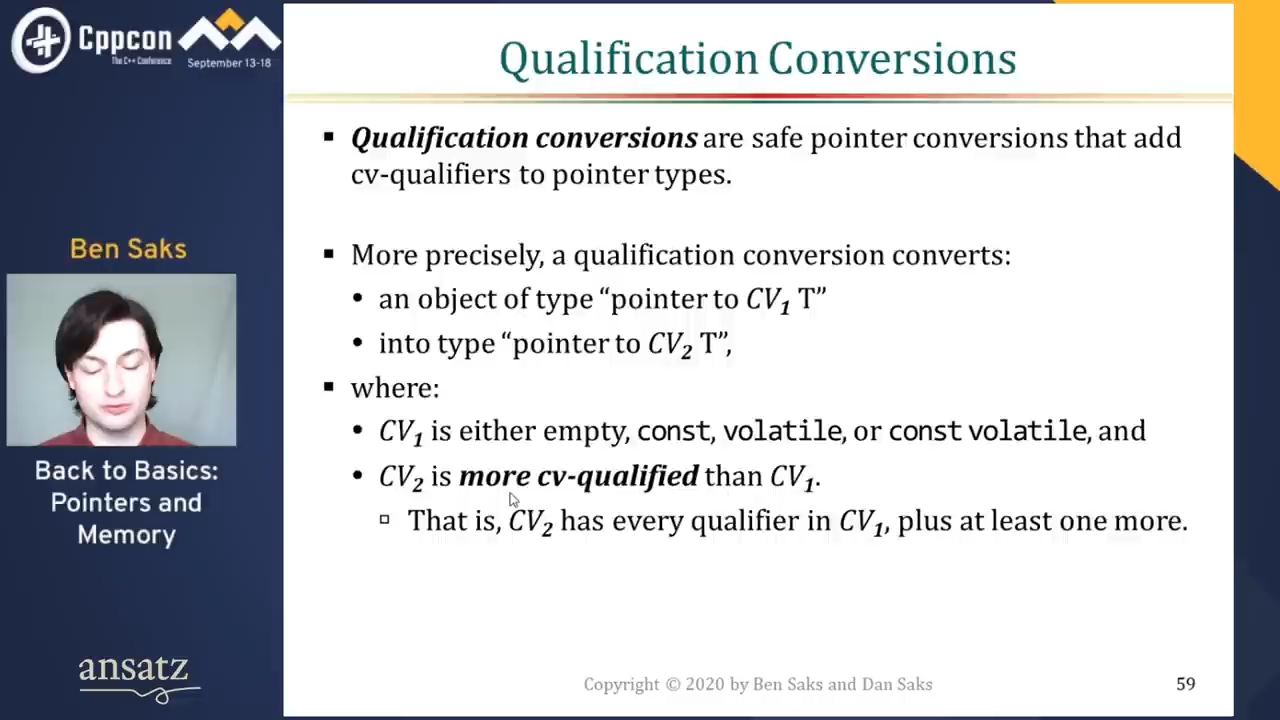 Cppcon
The C++ Conference
September 13-18
Ben Saks
Back to Basics:
Pointers and
Memory
ansatz
Qualification Conversions
▪ Qualification conversions are safe pointer conversions that add
cv-qualifiers to pointer types.
▪ More precisely, a qualification conversion converts:
• an object of type “pointer to CV₁ T”
• into type “pointer to CV₂ T”,
▪ where:
• CV₁ is either empty, const, volatile, or const volatile, and
• CV₂ is more cv-qualified than CV₁.
▫ That is, CV₂ has every qualifier in CV₁, plus at least one more.
Copyright © 2020 by Ben Saks and Dan Saks
59